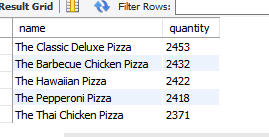 Result Grid Filter Rows:
name quantity
The Classic Deluxe Pizza 2453
The Barbecue Chicken Pizza 2432
The Hawaiian Pizza 2422
The Pepperoni Pizza 2418
The Thai Chicken Pizza 2371